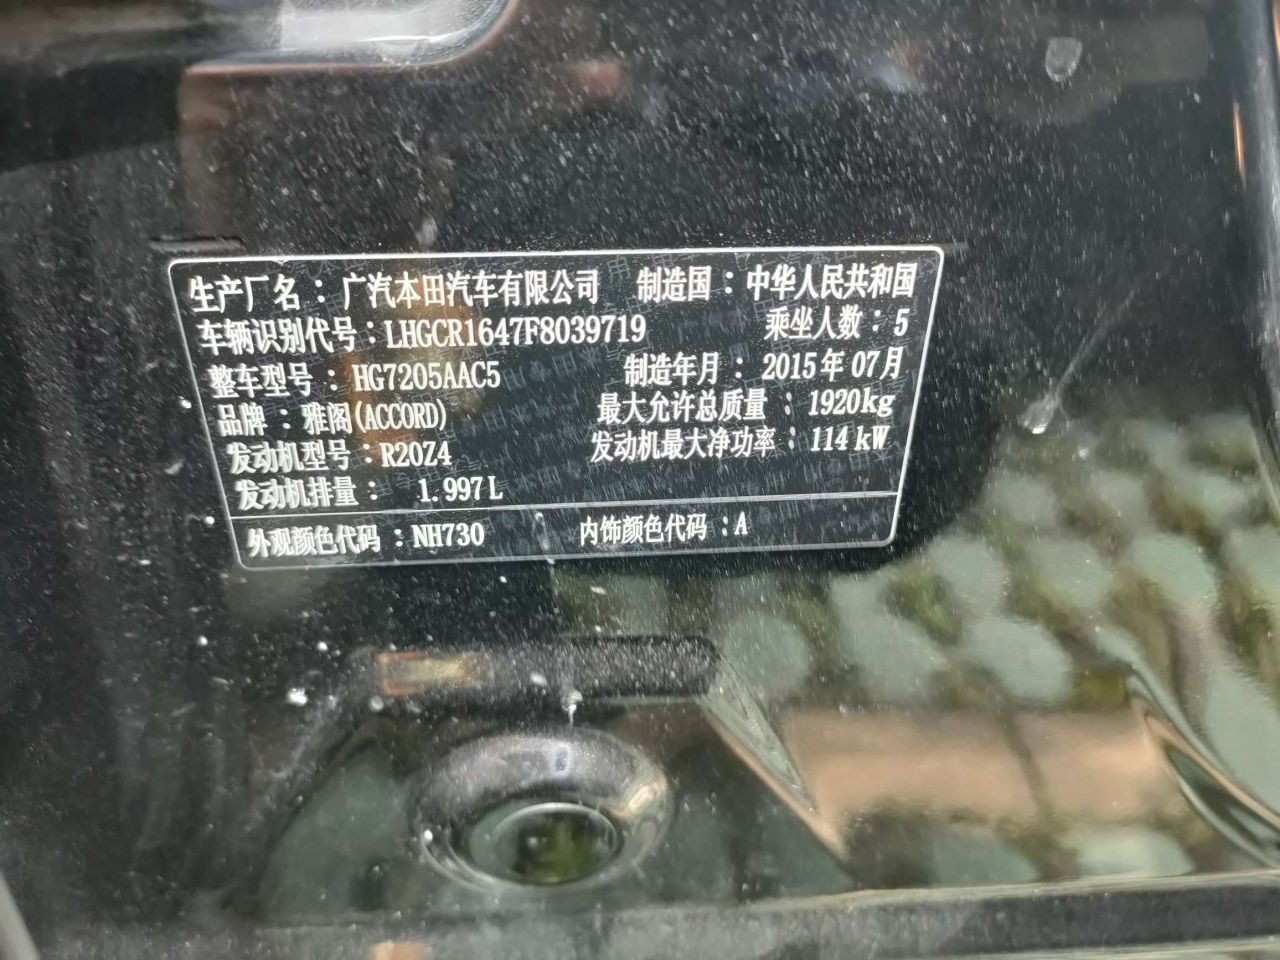 生产厂名：广汽本田汽车有限公司 制造国：中华人民共和国
车辆识别代号：LHGCR1647F8039719 乘坐人数：5
整车型号：HG7205AAC5 制造年月：2015年07月
品牌：雅阁(ACCORD) 最大允许总质量：1920kg
发动机型号：R20Z4 发动机最大净功率：114kW
发动机排量：1.997L
外观颜色代码：NH730 内饰颜色代码：A